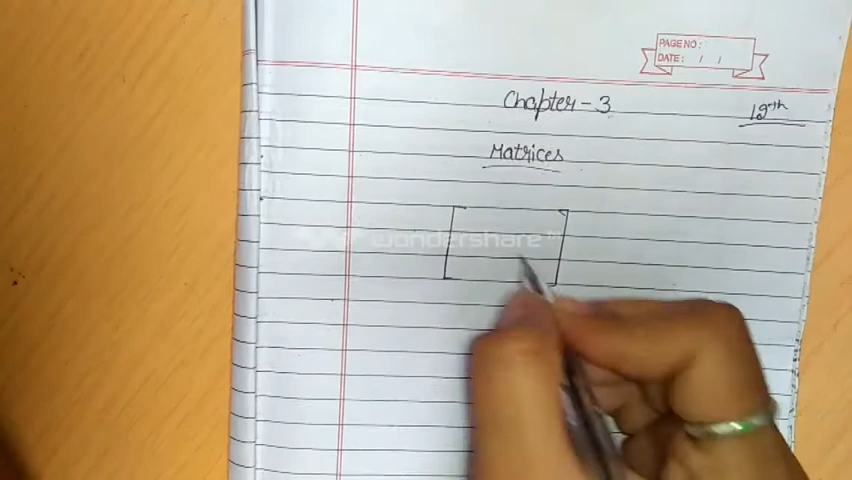 PAGE NO:
DATE: / /
Chapter - 3
12th
Matrices
wondershare